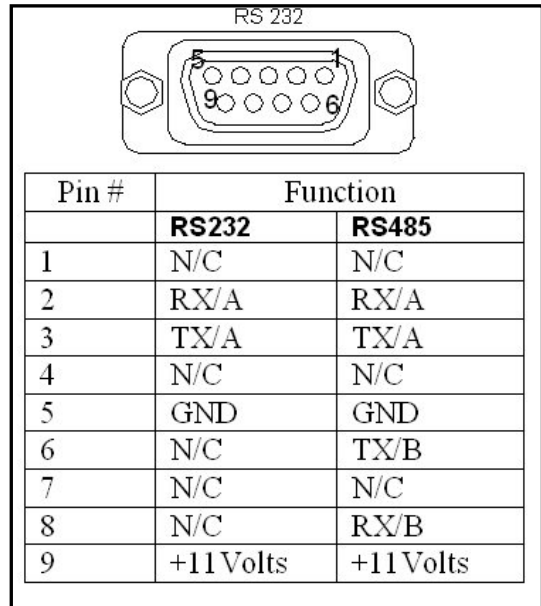 RS 232
5 1
9 6
Pin # Function
RS232 RS485
1 N/C N/C
2 RX/A RX/A
3 TX/A TX/A
4 N/C N/C
5 GND GND
6 N/C TX/B
7 N/C N/C
8 N/C RX/B
9 +11Volts +11Volts